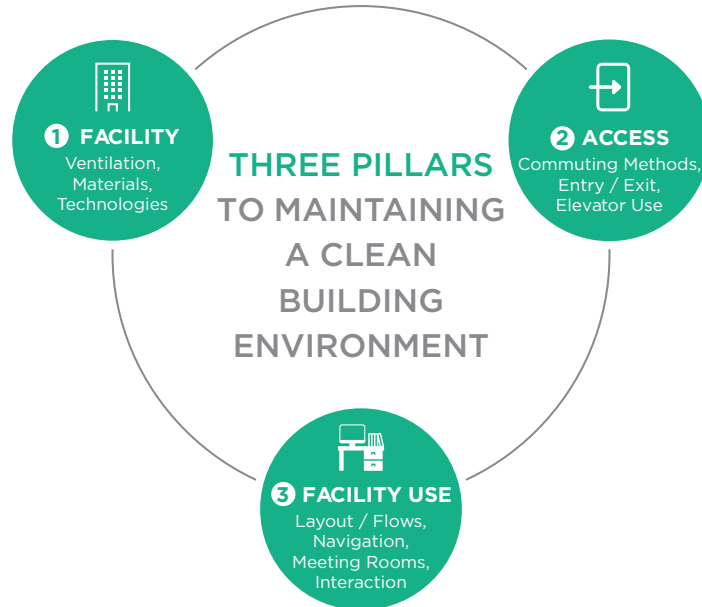 1 FACILITY
Ventilation,
Materials,
Technologies
2 ACCESS
Commuting Methods,
Entry / Exit,
Elevator Use
THREE PILLARS
TO MAINTAINING
A CLEAN
BUILDING
ENVIRONMENT
3 FACILITY USE
Layout / Flows,
Navigation,
Meeting Rooms,
Interaction